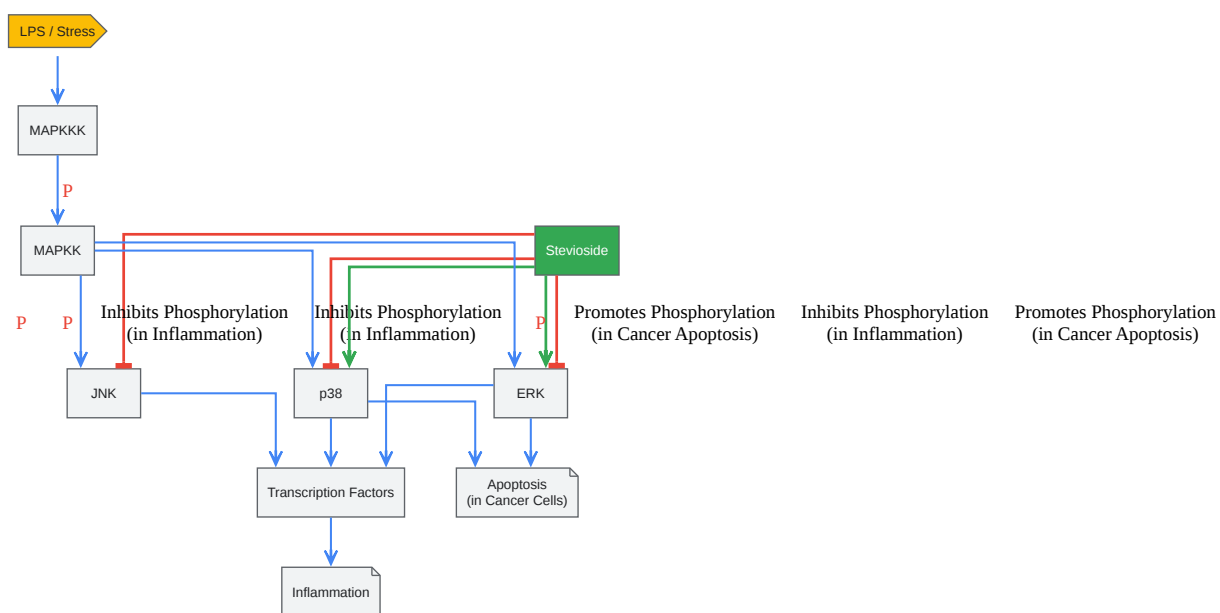 LPS / Stress
MAPKKK
P
MAPKK
Stevioside
P
P
Inhibits Phosphorylation
(in Inflammation)
Inhibits Phosphorylation
(in Inflammation)
P
Promotes Phosphorylation
(in Cancer Apoptosis)
Inhibits Phosphorylation
(in Inflammation)
Promotes Phosphorylation
(in Cancer Apoptosis)
JNK
p38
ERK
Transcription Factors
Apoptosis
(in Cancer Cells)
Inflammation